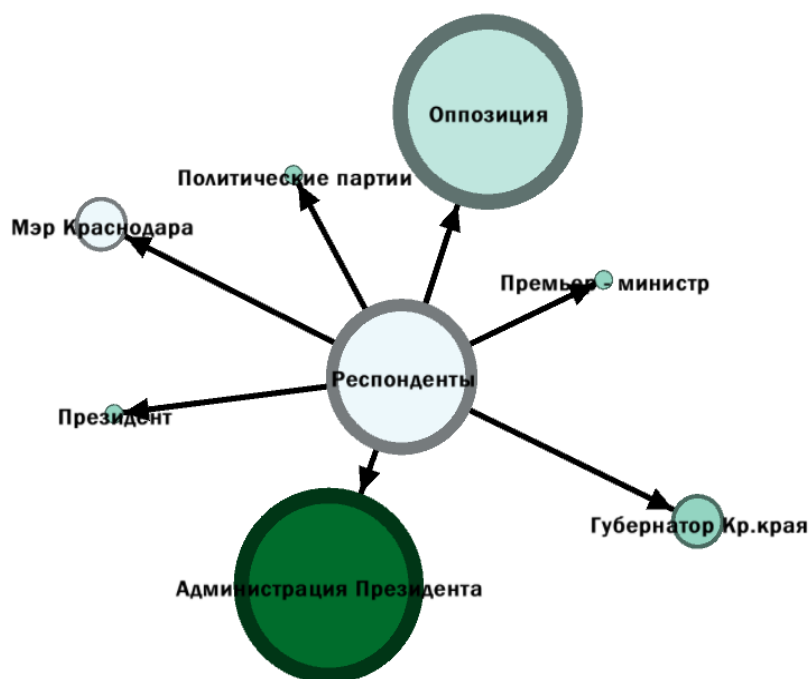 Оппозиция
Политические партии
Мэр Краснодара
Премьер - министр
Респонденты
Президент
Губернатор Кр.края
Администрация Президента